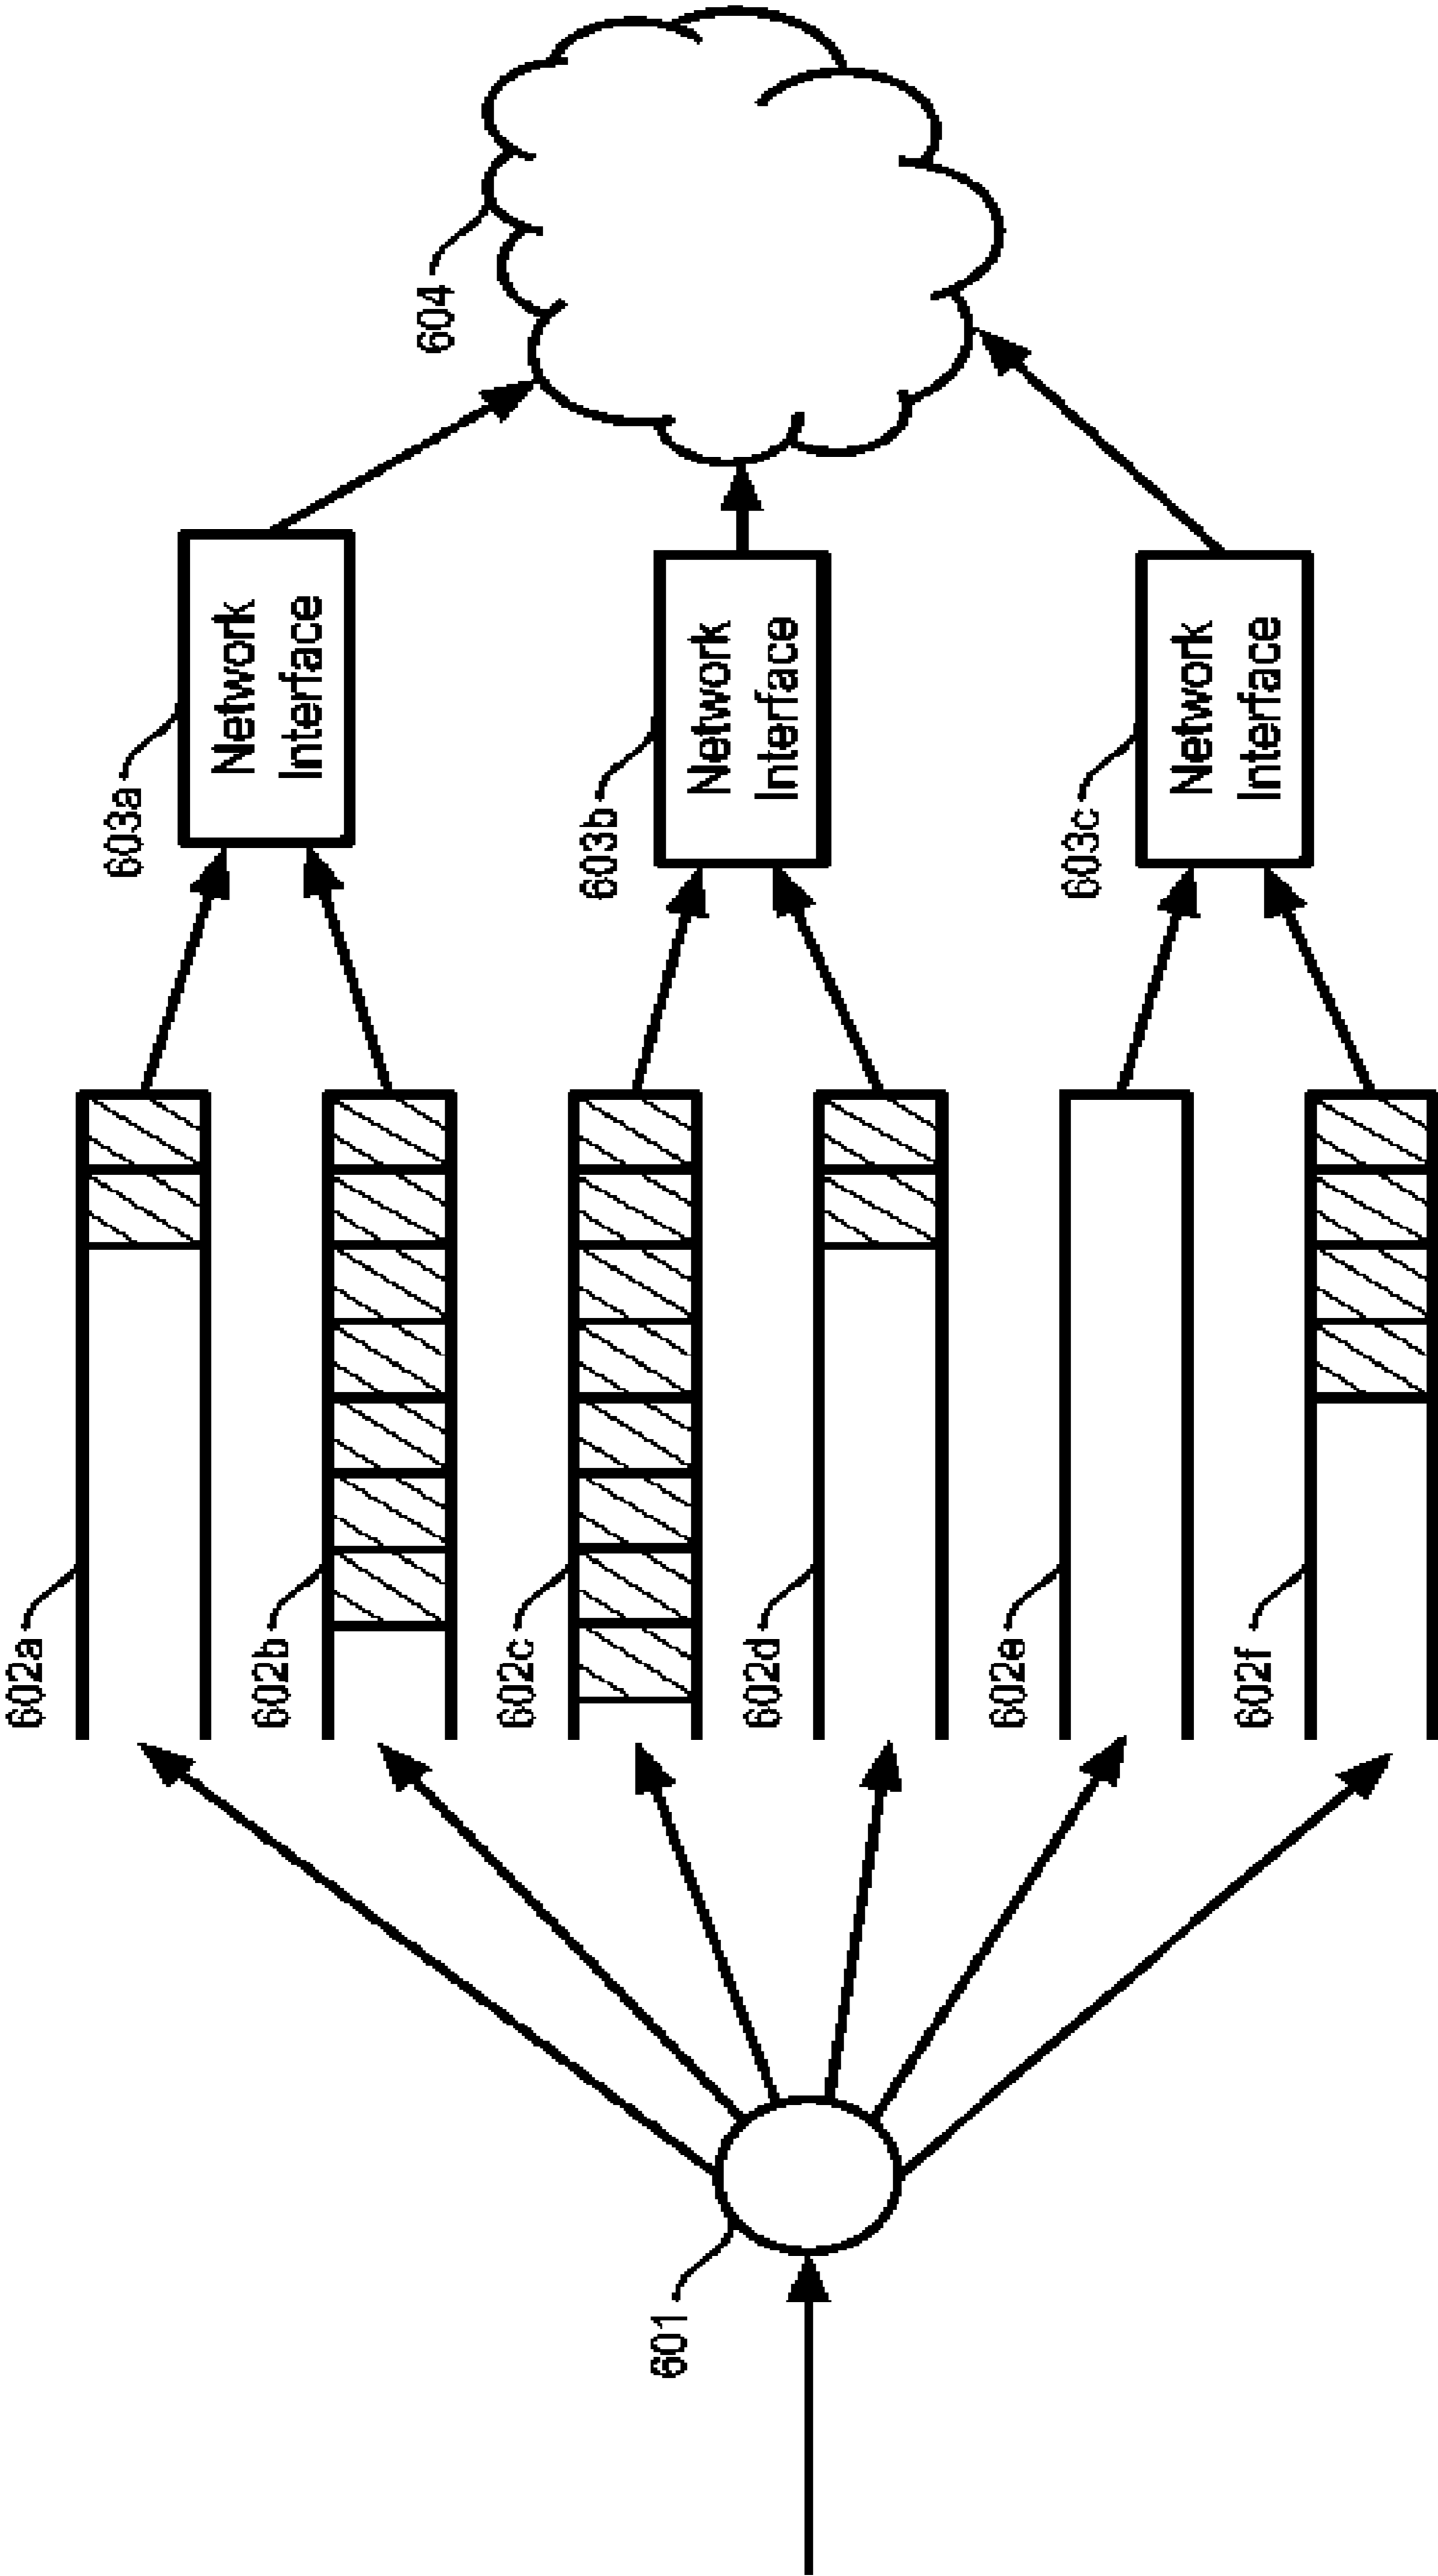 601
602a
602b
602c
602d
602e
602f
603a
Network
Interface
603b
Network
Interface
603c
Network
Interface
604